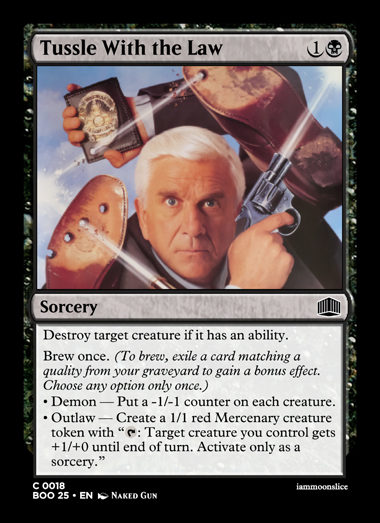 Tussle With the Law 1
Sorcery
Destroy target creature if it has an ability.
Brew once. (To brew, exile a card matching a
quality from your graveyard to gain a bonus effect.
Choose any option only once.)
• Demon — Put a -1/-1 counter on each creature.
• Outlaw — Create a 1/1 red Mercenary creature
token with “: Target creature you control gets
+1/+0 until end of turn. Activate only as a
sorcery.”
C 0018
BOO 25 • EN Naked Gun
iammoonslice